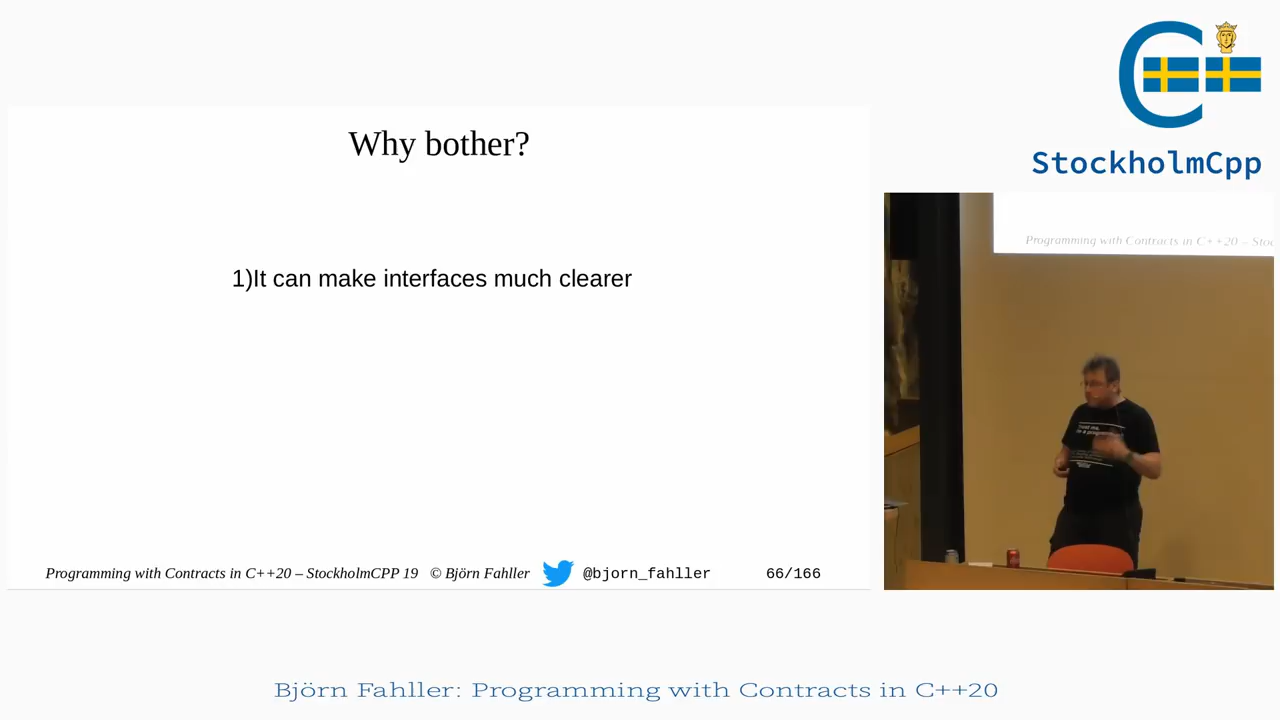 Why bother?
1)It can make interfaces much clearer
Programming with Contracts in C++20 – StockholmCPP 19 © Björn Fahller @bjorn_fahller 66/166
StockholmCpp
Programming with Contracts in C++20 – Stoc
Björn Fahller: Programming with Contracts in C++20